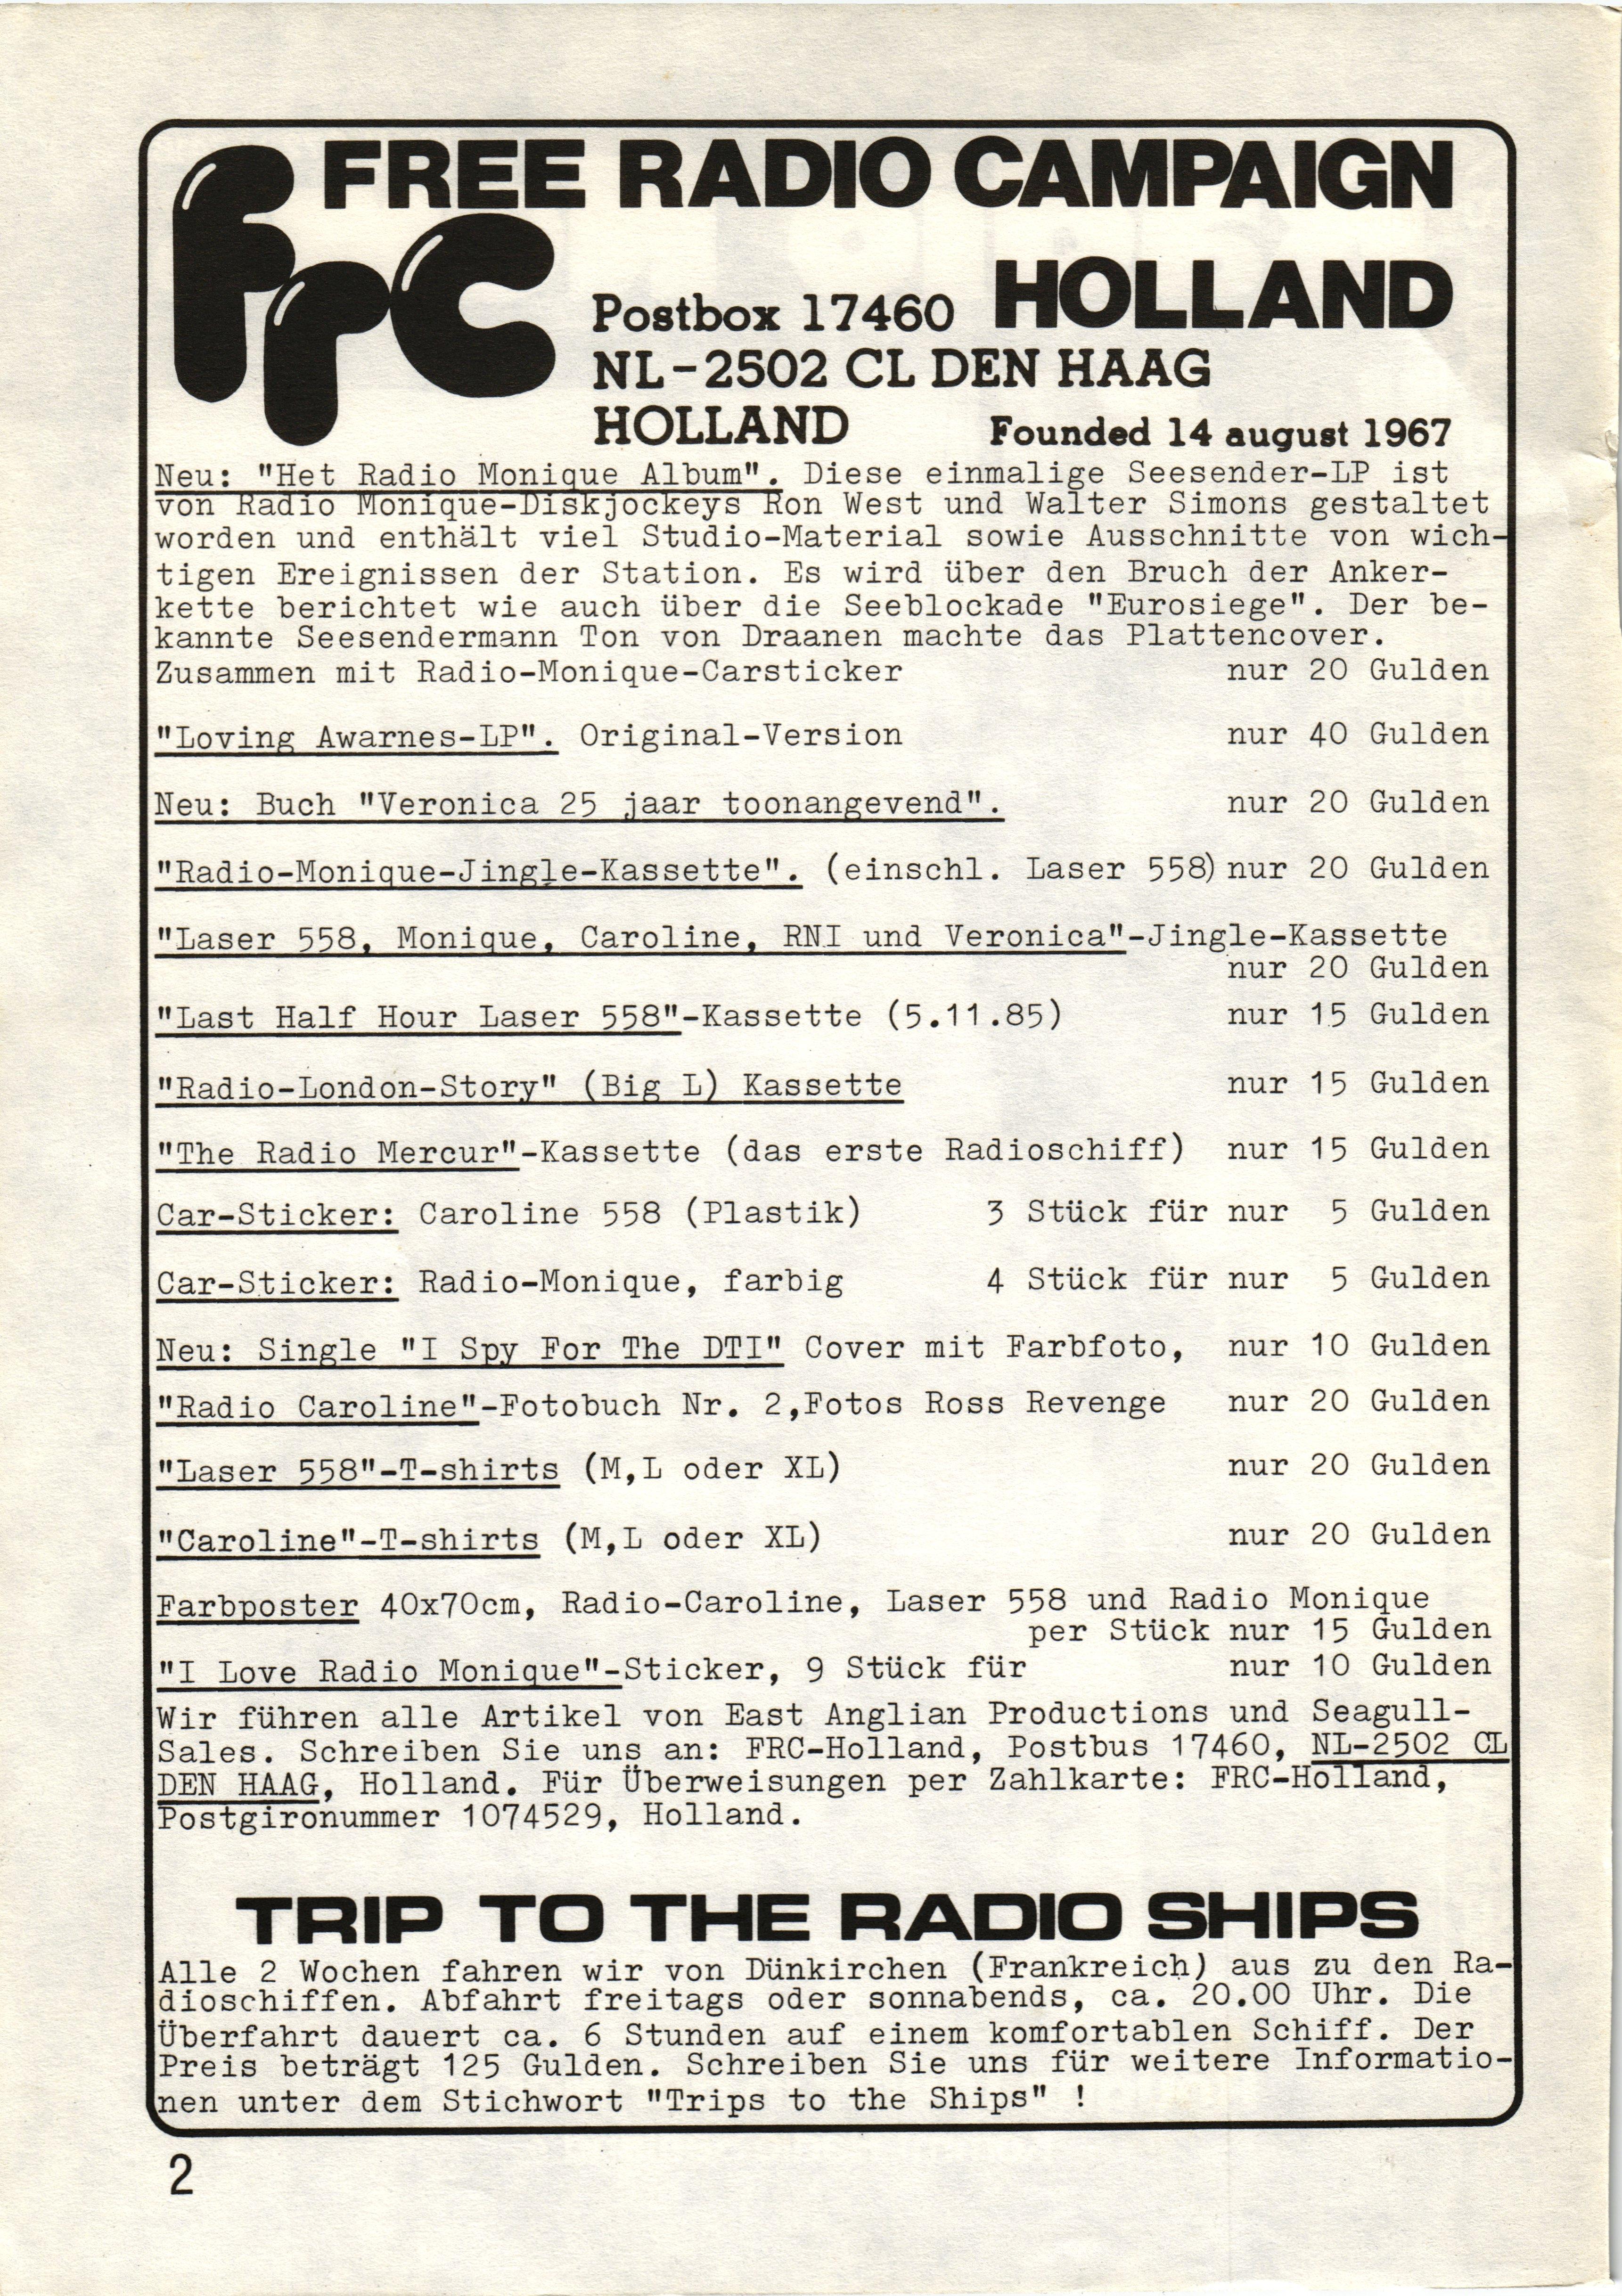 frc
FREE RADIO CAMPAIGN
HOLLAND
Postbox 17460
NL-2502 CL DEN HAAG
HOLLAND
Founded 14 august 1967
Neu: "Het Radio Monique Album". Diese einmalige Seesender-LP ist
von Radio Monique-Diskjockeys Ron West und Walter Simons gestaltet
worden und enthält viel Studio-Material sowie Ausschnitte von wich-
tigen Ereignissen der Station. Es wird über den Bruch der Anker-
kette berichtet wie auch über die Seeblockade "Eurosiege". Der be-
kannte Seesendermann Ton von Draanen machte das Plattencover.
Zusammen mit Radio-Monique-Carsticker nur 20 Gulden
"Loving Awarnes-LP". Original-Version nur 40 Gulden
Neu: Buch "Veronica 25 jaar toonangevend". nur 20 Gulden
"Radio-Monique-Jingle-Kassette". (einschl. Laser 558) nur 20 Gulden
"Laser 558, Monique, Caroline, RNI und Veronica"-Jingle-Kassette
nur 20 Gulden
"Last Half Hour Laser 558"-Kassette (5.11.85) nur 15 Gulden
"Radio-London-Story" (Big L) Kassette nur 15 Gulden
"The Radio Mercur"-Kassette (das erste Radioschiff) nur 15 Gulden
Car-Sticker: Caroline 558 (Plastik) 3 Stück für nur 5 Gulden
Car-Sticker: Radio-Monique, farbig 4 Stück für nur 5 Gulden
Neu: Single "I Spy For The DTI" Cover mit Farbfoto, nur 10 Gulden
"Radio Caroline"-Fotobuch Nr. 2,Fotos Ross Revenge nur 20 Gulden
"Laser 558"-T-shirts (M,L oder XL) nur 20 Gulden
"Caroline"-T-shirts (M,L oder XL) nur 20 Gulden
Farbposter 40x70cm, Radio-Caroline, Laser 558 und Radio Monique
per Stück nur 15 Gulden
"I Love Radio Monique"-Sticker, 9 Stück für nur 10 Gulden
Wir führen alle Artikel von East Anglian Productions und Seagull-
Sales. Schreiben Sie uns an: FRC-Holland, Postbus 17460, NL-2502 CL
DEN HAAG, Holland. Für Überweisungen per Zahlkarte: FRC-Holland,
Postgironummer 1074529, Holland.
TRIP TO THE RADIO SHIPS
Alle 2 Wochen fahren wir von Dünkirchen (Frankreich) aus zu den Ra-
dioschiffen. Abfahrt freitags oder sonnabends, ca. 20.00 Uhr. Die
Überfahrt dauert ca. 6 Stunden auf einem komfortablen Schiff. Der
Preis beträgt 125 Gulden. Schreiben Sie uns für weitere Informatio-
nen unter dem Stichwort "Trips to the Ships" !
2